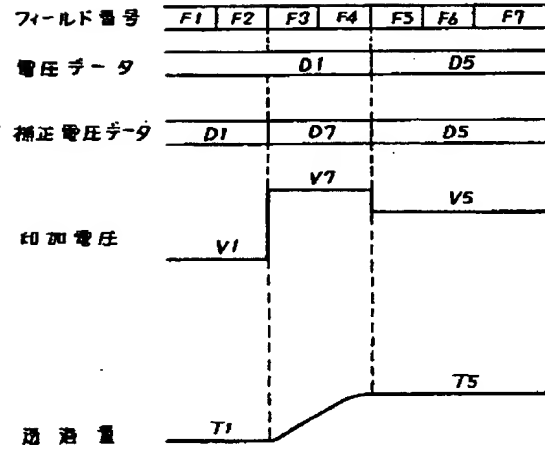 フィールド番号 F1 F2 F3 F4 F5 F6 F7
電圧データ D1 D5
補正電圧データ D1 D7 D5
印加電圧 V1 V7 V5
透過量 T1 T5